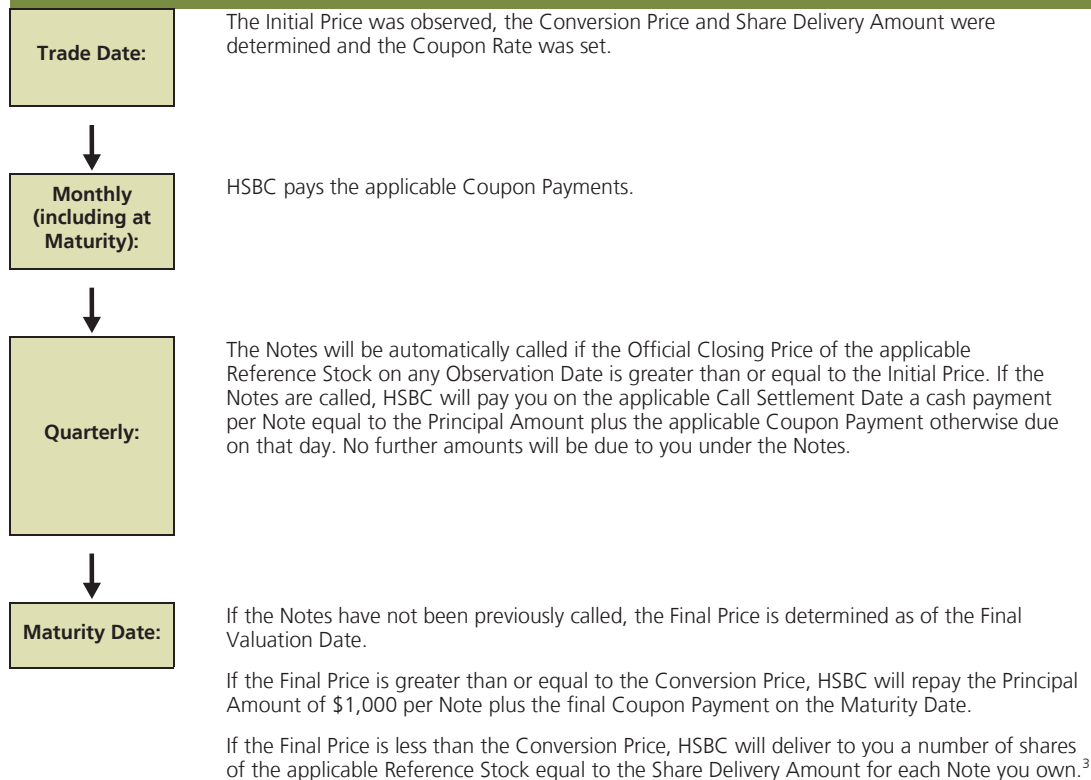 Trade Date:
The Initial Price was observed, the Conversion Price and Share Delivery Amount were
determined and the Coupon Rate was set.
Monthly
(including at
Maturity):
HSBC pays the applicable Coupon Payments.
Quarterly:
The Notes will be automatically called if the Official Closing Price of the applicable
Reference Stock on any Observation Date is greater than or equal to the Initial Price. If the
Notes are called, HSBC will pay you on the applicable Call Settlement Date a cash payment
per Note equal to the Principal Amount plus the applicable Coupon Payment otherwise due
on that day. No further amounts will be due to you under the Notes.
Maturity Date:
If the Notes have not been previously called, the Final Price is determined as of the Final
Valuation Date.
If the Final Price is greater than or equal to the Conversion Price, HSBC will repay the Principal
Amount of $1,000 per Note plus the final Coupon Payment on the Maturity Date.
If the Final Price is less than the Conversion Price, HSBC will deliver to you a number of shares
of the applicable Reference Stock equal to the Share Delivery Amount for each Note you own.3